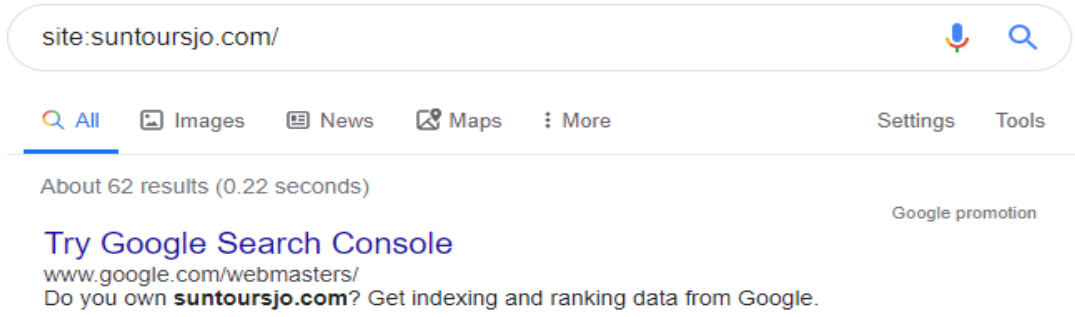 site:suntoursjo.com/
All Images News Maps More Settings Tools
About 62 results (0.22 seconds)
Google promotion
Try Google Search Console
www.google.com/webmasters/
Do you own suntoursjo.com? Get indexing and ranking data from Google.